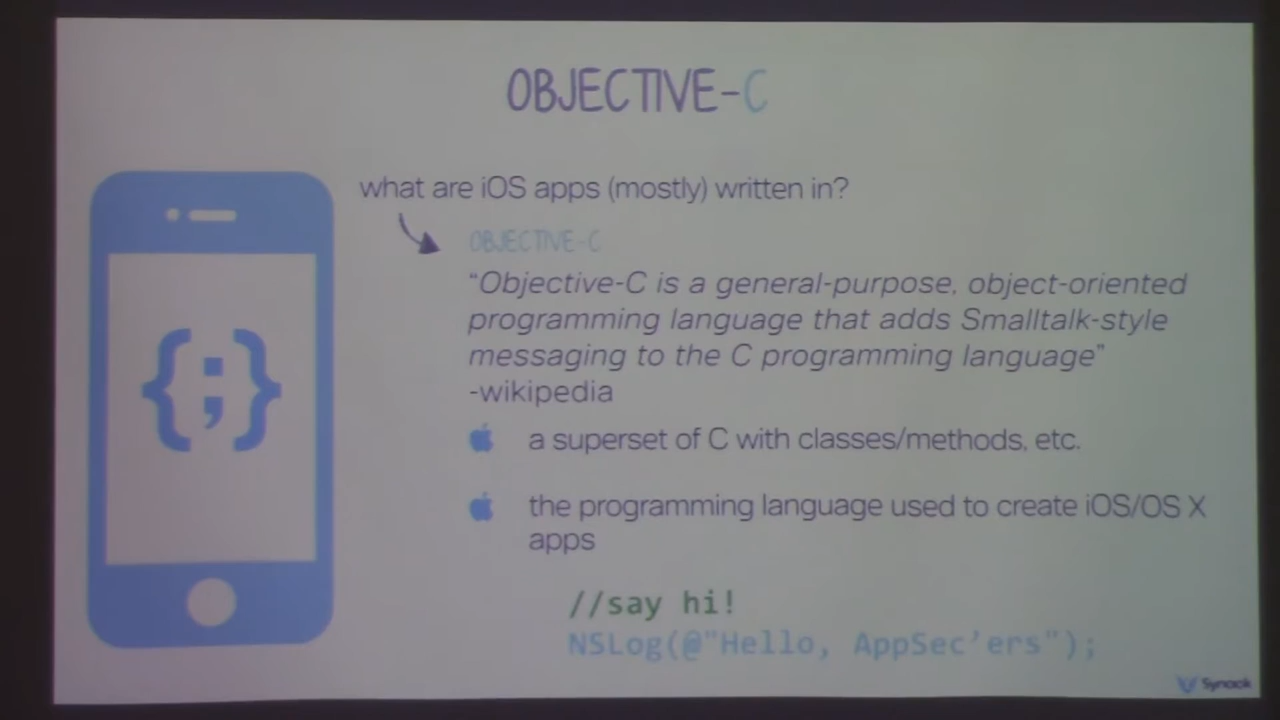 OBJECTIVE-C
what are iOS apps (mostly) written in?
OBJECTIVE-C
“Objective-C is a general-purpose, object-oriented
programming language that adds Smalltalk-style
messaging to the C programming language”
-wikipedia
a superset of C with classes/methods, etc.
the programming language used to create iOS/OS X
apps
{;}
//say hi!
NSLog(@"Hello, AppSec’ers");
Synack